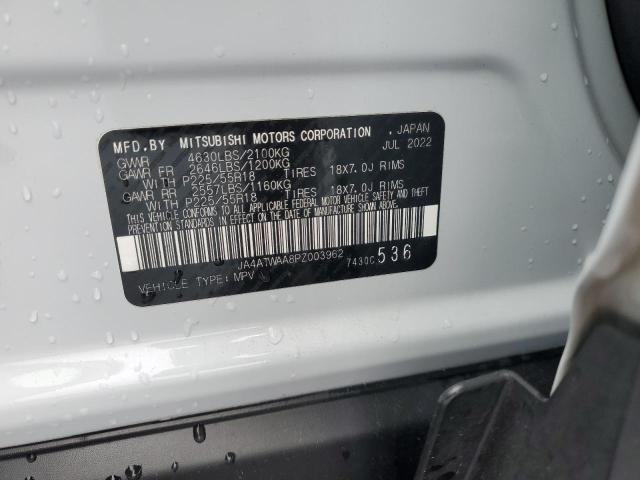 MFD.BY MITSUBISHI MOTORS CORPORATION , JAPAN
GVWR 4630LBS/2100KG JUL 2022
GAWR FR 2646LBS/1200KG
WITH P225/55R18 TIRES 18X7.0J RIMS
GAWR RR 2557LBS/1160KG
WITH P225/55R18 TIRES 18X7.0J RIMS
THIS VEHICLE CONFORMS TO ALL APPLICABLE FEDERAL MOTOR VEHICLE
SAFETY, BUMPER, AND THEFT PREVENTION STANDARDS IN EFFECT ON
THE DATE OF MANUFACTURE SHOWN ABOVE.
JA4ATWAA8PZ003962 7430C 536
VEHICLE TYPE: MPV